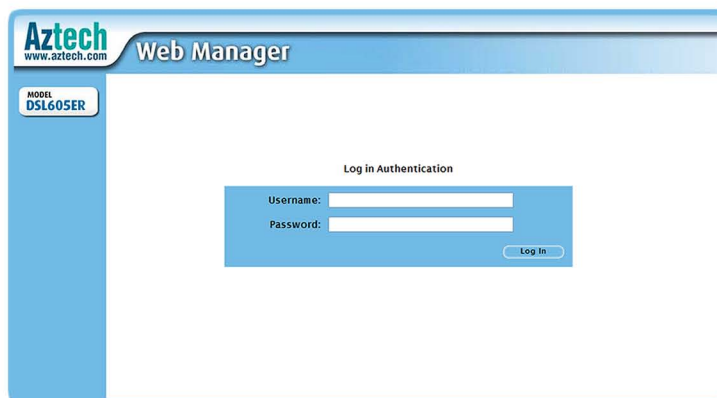 Aztech
www.aztech.com
Web Manager
MODEL
DSL605ER
Log in Authentication
Username:
Password:
Log In